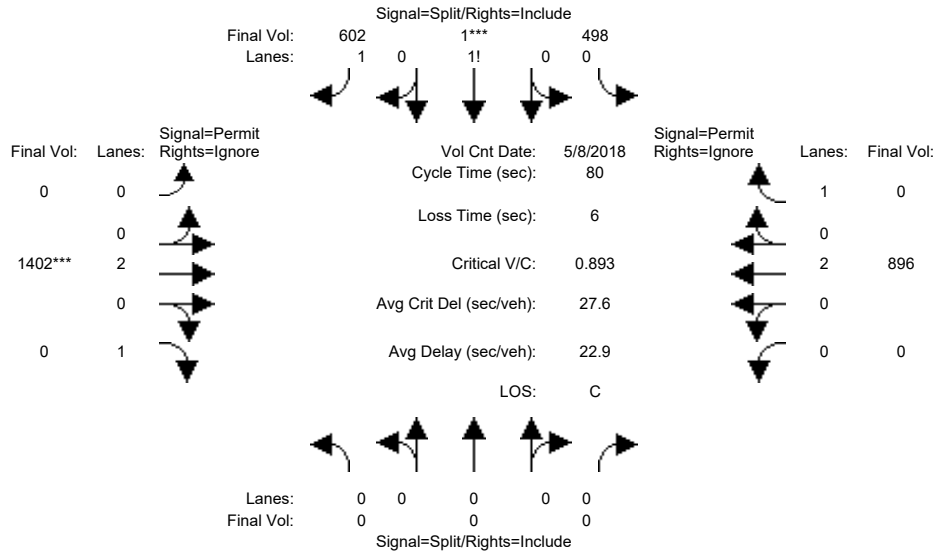 Signal=Split/Rights=Include
Final Vol: 602 1*** 498
Lanes: 1 0 1! 0 0
Signal=Permit
Final Vol: Lanes: Rights=Ignore
Vol Cnt Date: 5/8/2018
Signal=Permit
Rights=Ignore Lanes: Final Vol:
Cycle Time (sec): 80
0 0
1 0
Loss Time (sec): 6
0
0
1402*** 2
Critical V/C: 0.893
2 896
0
Avg Crit Del (sec/veh): 27.6
0
0 1
Avg Delay (sec/veh): 22.9
0 0
LOS: C
Lanes: 0 0 0 0 0
Final Vol: 0 0 0
Signal=Split/Rights=Include